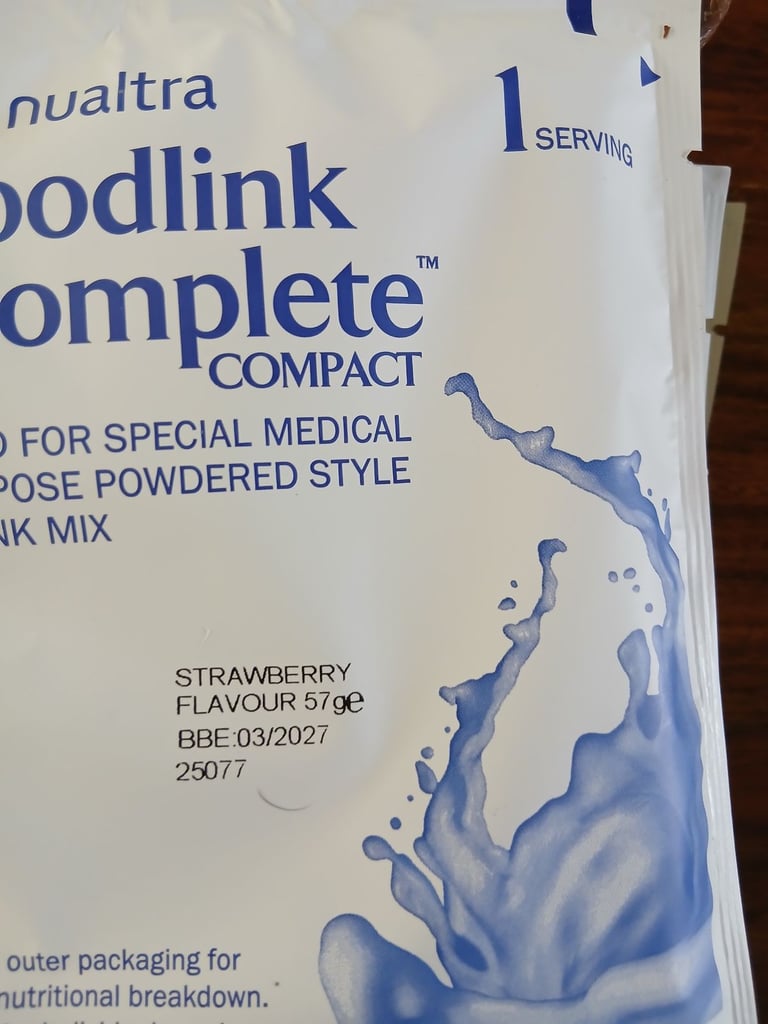 nualtra
1 SERVING
oodlink
omplete™
COMPACT
FOR SPECIAL MEDICAL
POSE POWDERED STYLE
NK MIX
STRAWBERRY
FLAVOUR 57g℮
BBE:03/2027
25077
outer packaging for
nutritional breakdown.